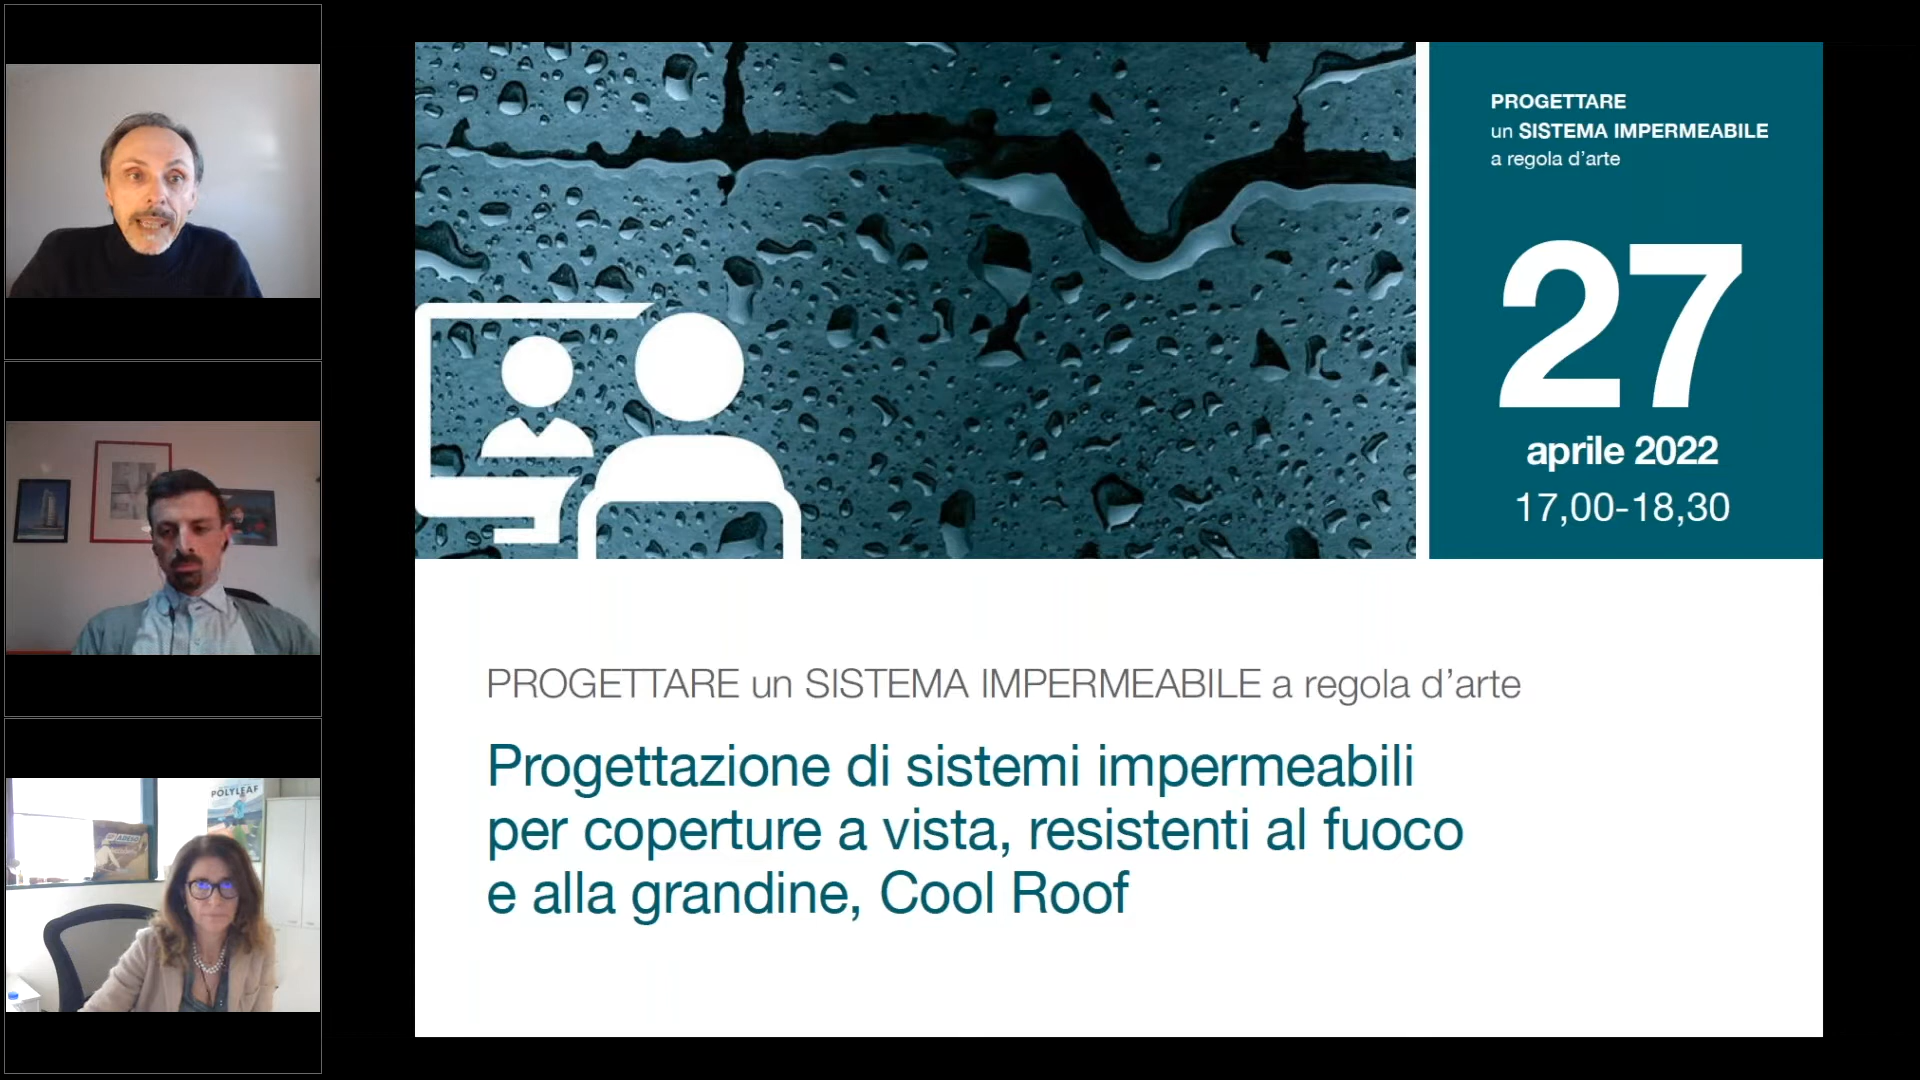 PROGETTARE
un SISTEMA IMPERMEABILE
a regola d'arte
27
aprile 2022
17,00-18,30
PROGETTARE un SISTEMA IMPERMEABILE a regola d'arte
Progettazione di sistemi impermeabili
per coperture a vista, resistenti al fuoco
e alla grandine, Cool Roof
POLYLEAF